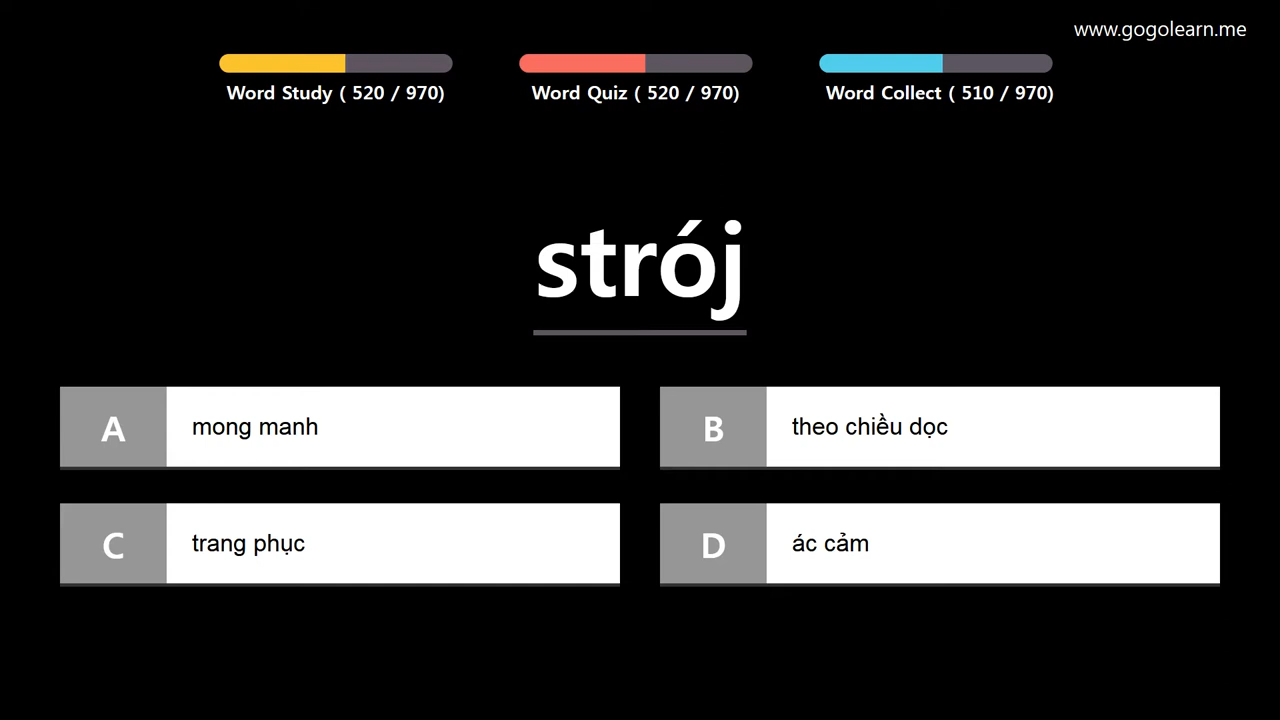 www.gogolearn.me
Word Study ( 520 / 970)
Word Quiz ( 520 / 970)
Word Collect ( 510 / 970)
strój
A mong manh
B theo chiều dọc
C trang phục
D ác cảm